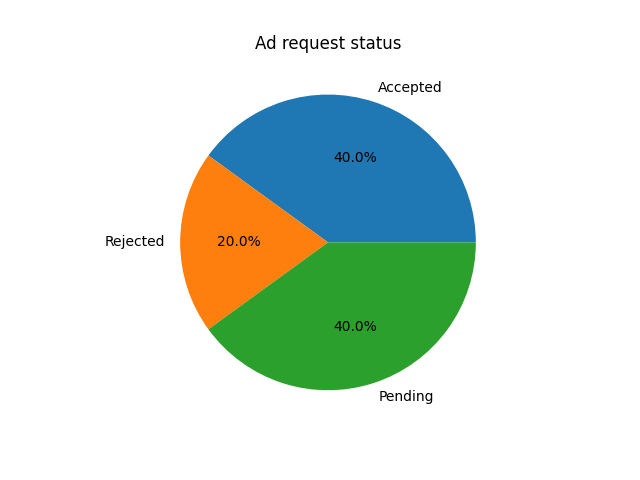 Ad request status
Accepted
40.0%
Rejected
20.0%
40.0%
Pending